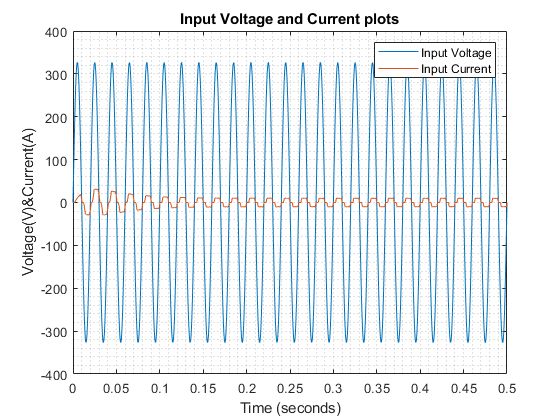 Input Voltage and Current plots
Input Voltage
Input Current
Voltage(V)&Current(A)
400
300
200
100
0
-100
-200
-300
-400
0 0.05 0.1 0.15 0.2 0.25 0.3 0.35 0.4 0.45 0.5
Time (seconds)